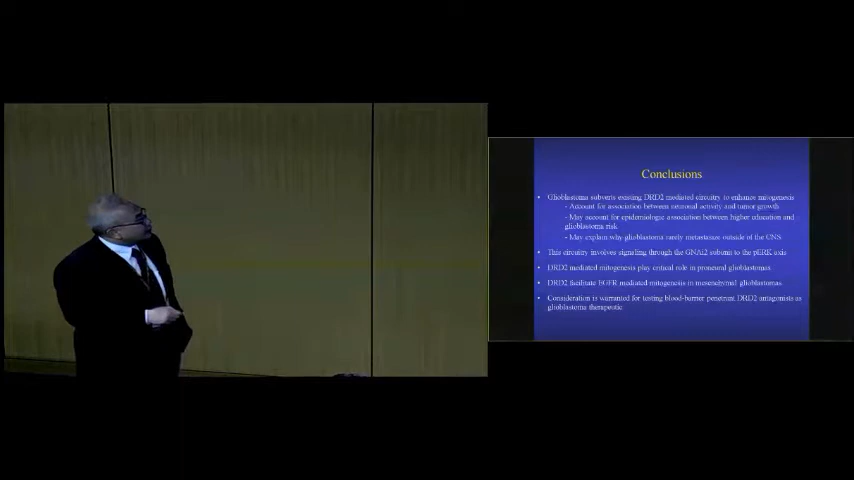 Conclusions
• Glioblastoma subverts existing DRD2 mediated circuitry to enhance mitogenesis
- Account for association between neuronal activity and tumor growth
- May account for epidemiologic association between higher education and
glioblastoma risk
- May explain why glioblastoma rarely metastasize outside of the CNS
• This circuitry involves signaling through the GNAi2 subunit to the pERK axis
• DRD2 mediated mitogenesis play critical role in proneural glioblastomas
• DRD2 facilitate EGFR mediated mitogenesis in mesenchymal glioblastomas
• Consideration is warranted for testing blood-barrier penetrant DRD2 antagonists as
glioblastoma therapeutic